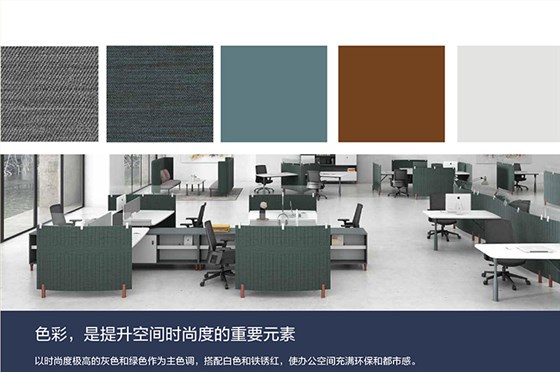 色彩，是提升空间时尚度的重要元素
以时尚度极高的灰色和绿色作为主色调，搭配白色和铁锈红，使办公空间充满环保和都市感。